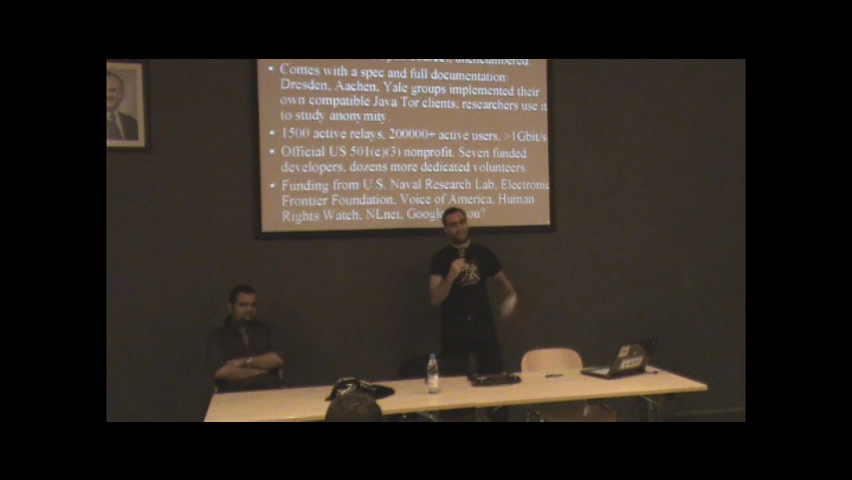 unencumbered.
• Comes with a spec and full documentation:
Dresden, Aachen, Yale groups implemented their
own compatible Java Tor clients; researchers use it
to study anonymity.
• 1500 active relays, 200000+ active users, >1Gbit/s
• Official US 501(c)(3) nonprofit. Seven funded
developers, dozens more dedicated volunteers.
• Funding from U.S. Naval Research Lab, Electronic
Frontier Foundation, Voice of America, Human
Rights Watch, NLnet, Google, you?